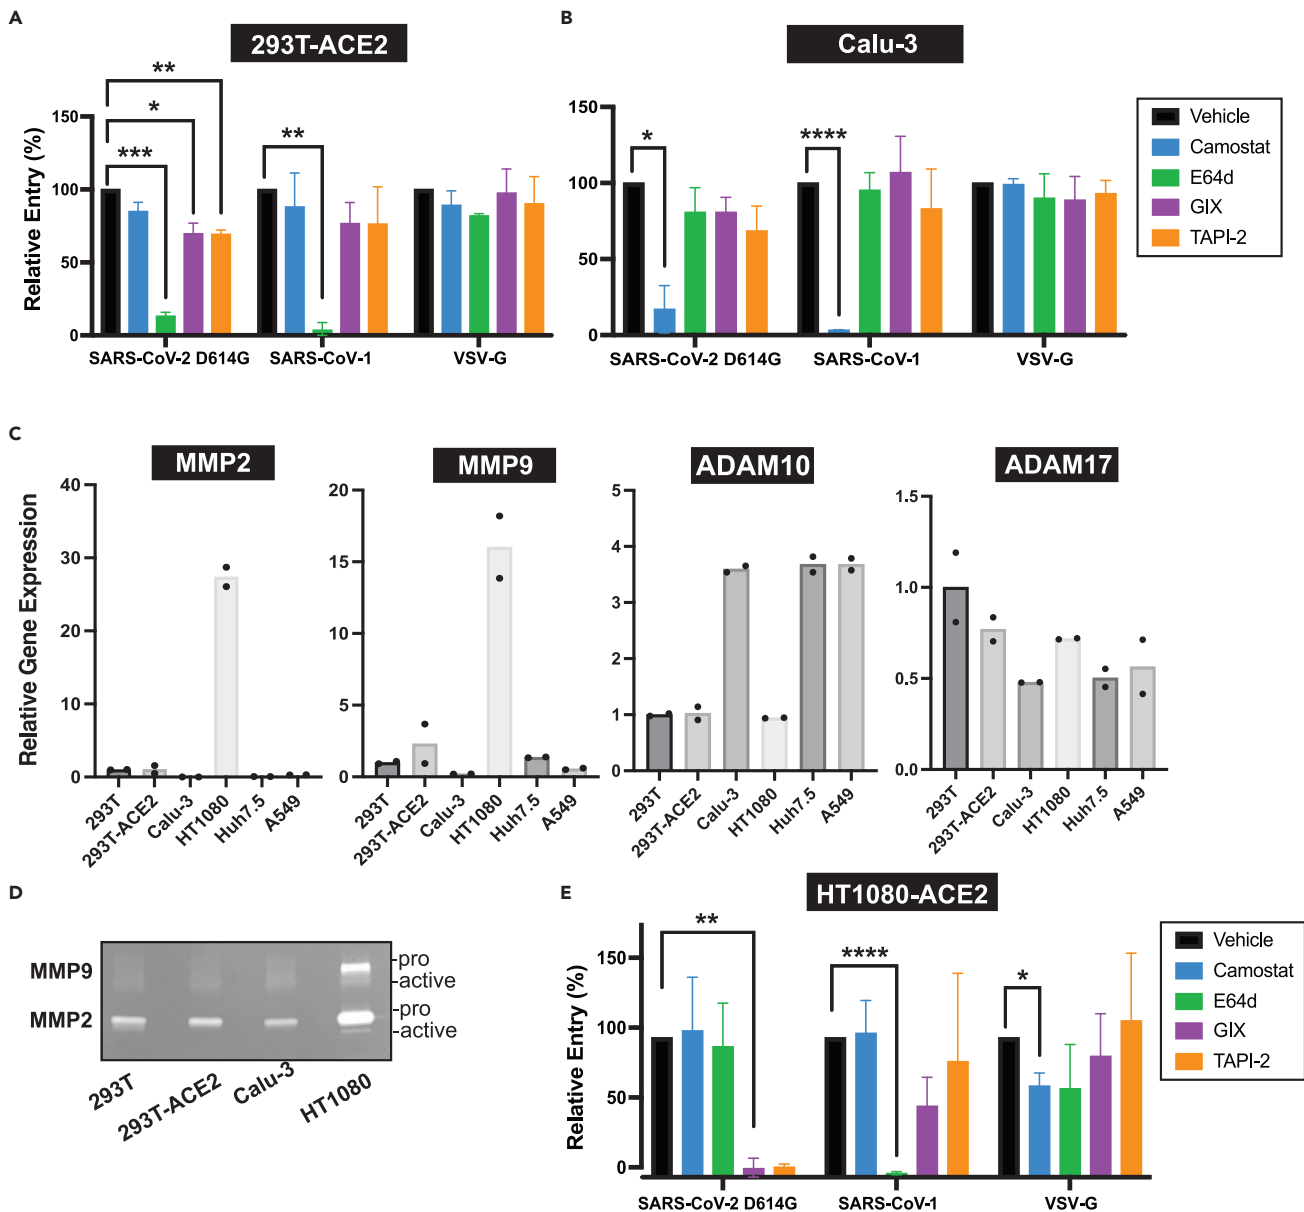 A
293T-ACE2
Relative Entry (%)
150
100
50
0
**
*
***
**
SARS-CoV-2 D614G
SARS-CoV-1
VSV-G
B
Calu-3
150
100
50
0
*
****
SARS-CoV-2 D614G
SARS-CoV-1
VSV-G
Vehicle
Camostat
E64d
GIX
TAPI-2
C
Relative Gene Expression
MMP2
40
30
20
10
0
293T
293T-ACE2
Calu-3
HT1080
Huh7.5
A549
MMP9
20
15
10
5
0
293T
293T-ACE2
Calu-3
HT1080
Huh7.5
A549
ADAM10
5
4
3
2
1
0
293T
293T-ACE2
Calu-3
HT1080
Huh7.5
A549
ADAM17
1.5
1.0
0.5
0.0
293T
293T-ACE2
Calu-3
HT1080
Huh7.5
A549
D
MMP9
MMP2
-pro
-active
-pro
-active
293T
293T-ACE2
Calu-3
HT1080
E
HT1080-ACE2
Relative Entry (%)
150
100
50
0
**
****
*
SARS-CoV-2 D614G
SARS-CoV-1
VSV-G
Vehicle
Camostat
E64d
GIX
TAPI-2